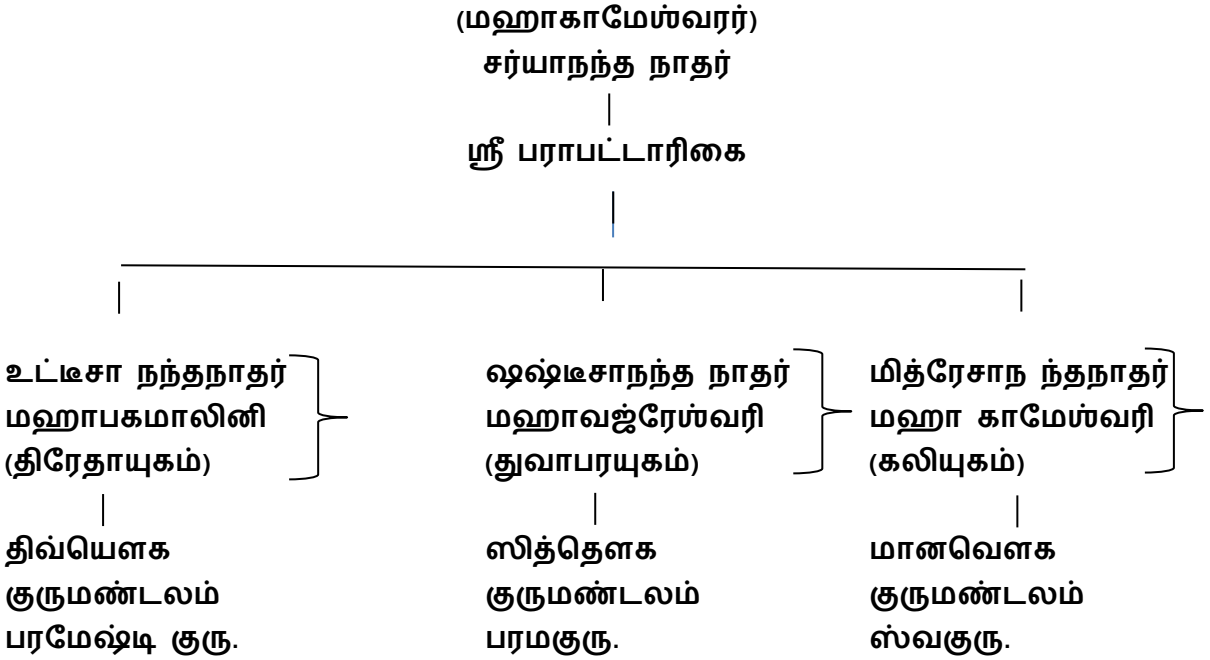 (மஹாகாமேஶ்வரர்)
சர்யாநந்த நாதர்
ஸ்ரீ பராபட்டாரிகை
உட்டீசா நந்தநாதர்
மஹாபகமாலினி
(திரேதாயுகம்)
திவ்யௌக
குருமண்டலம்
பரமேஷ்டி குரு.
ஷஷ்டீசாநந்த நாதர்
மஹாவஜ்ரேஶ்வரி
(துவாபரயுகம்)
ஸித்தௌக
குருமண்டலம்
பரமகுரு.
மித்ரேசாந ந்தநாதர்
மஹா காமேஶ்வரி
(கலியுகம்)
மானவௌக
குருமண்டலம்
ஸ்வகுரு.